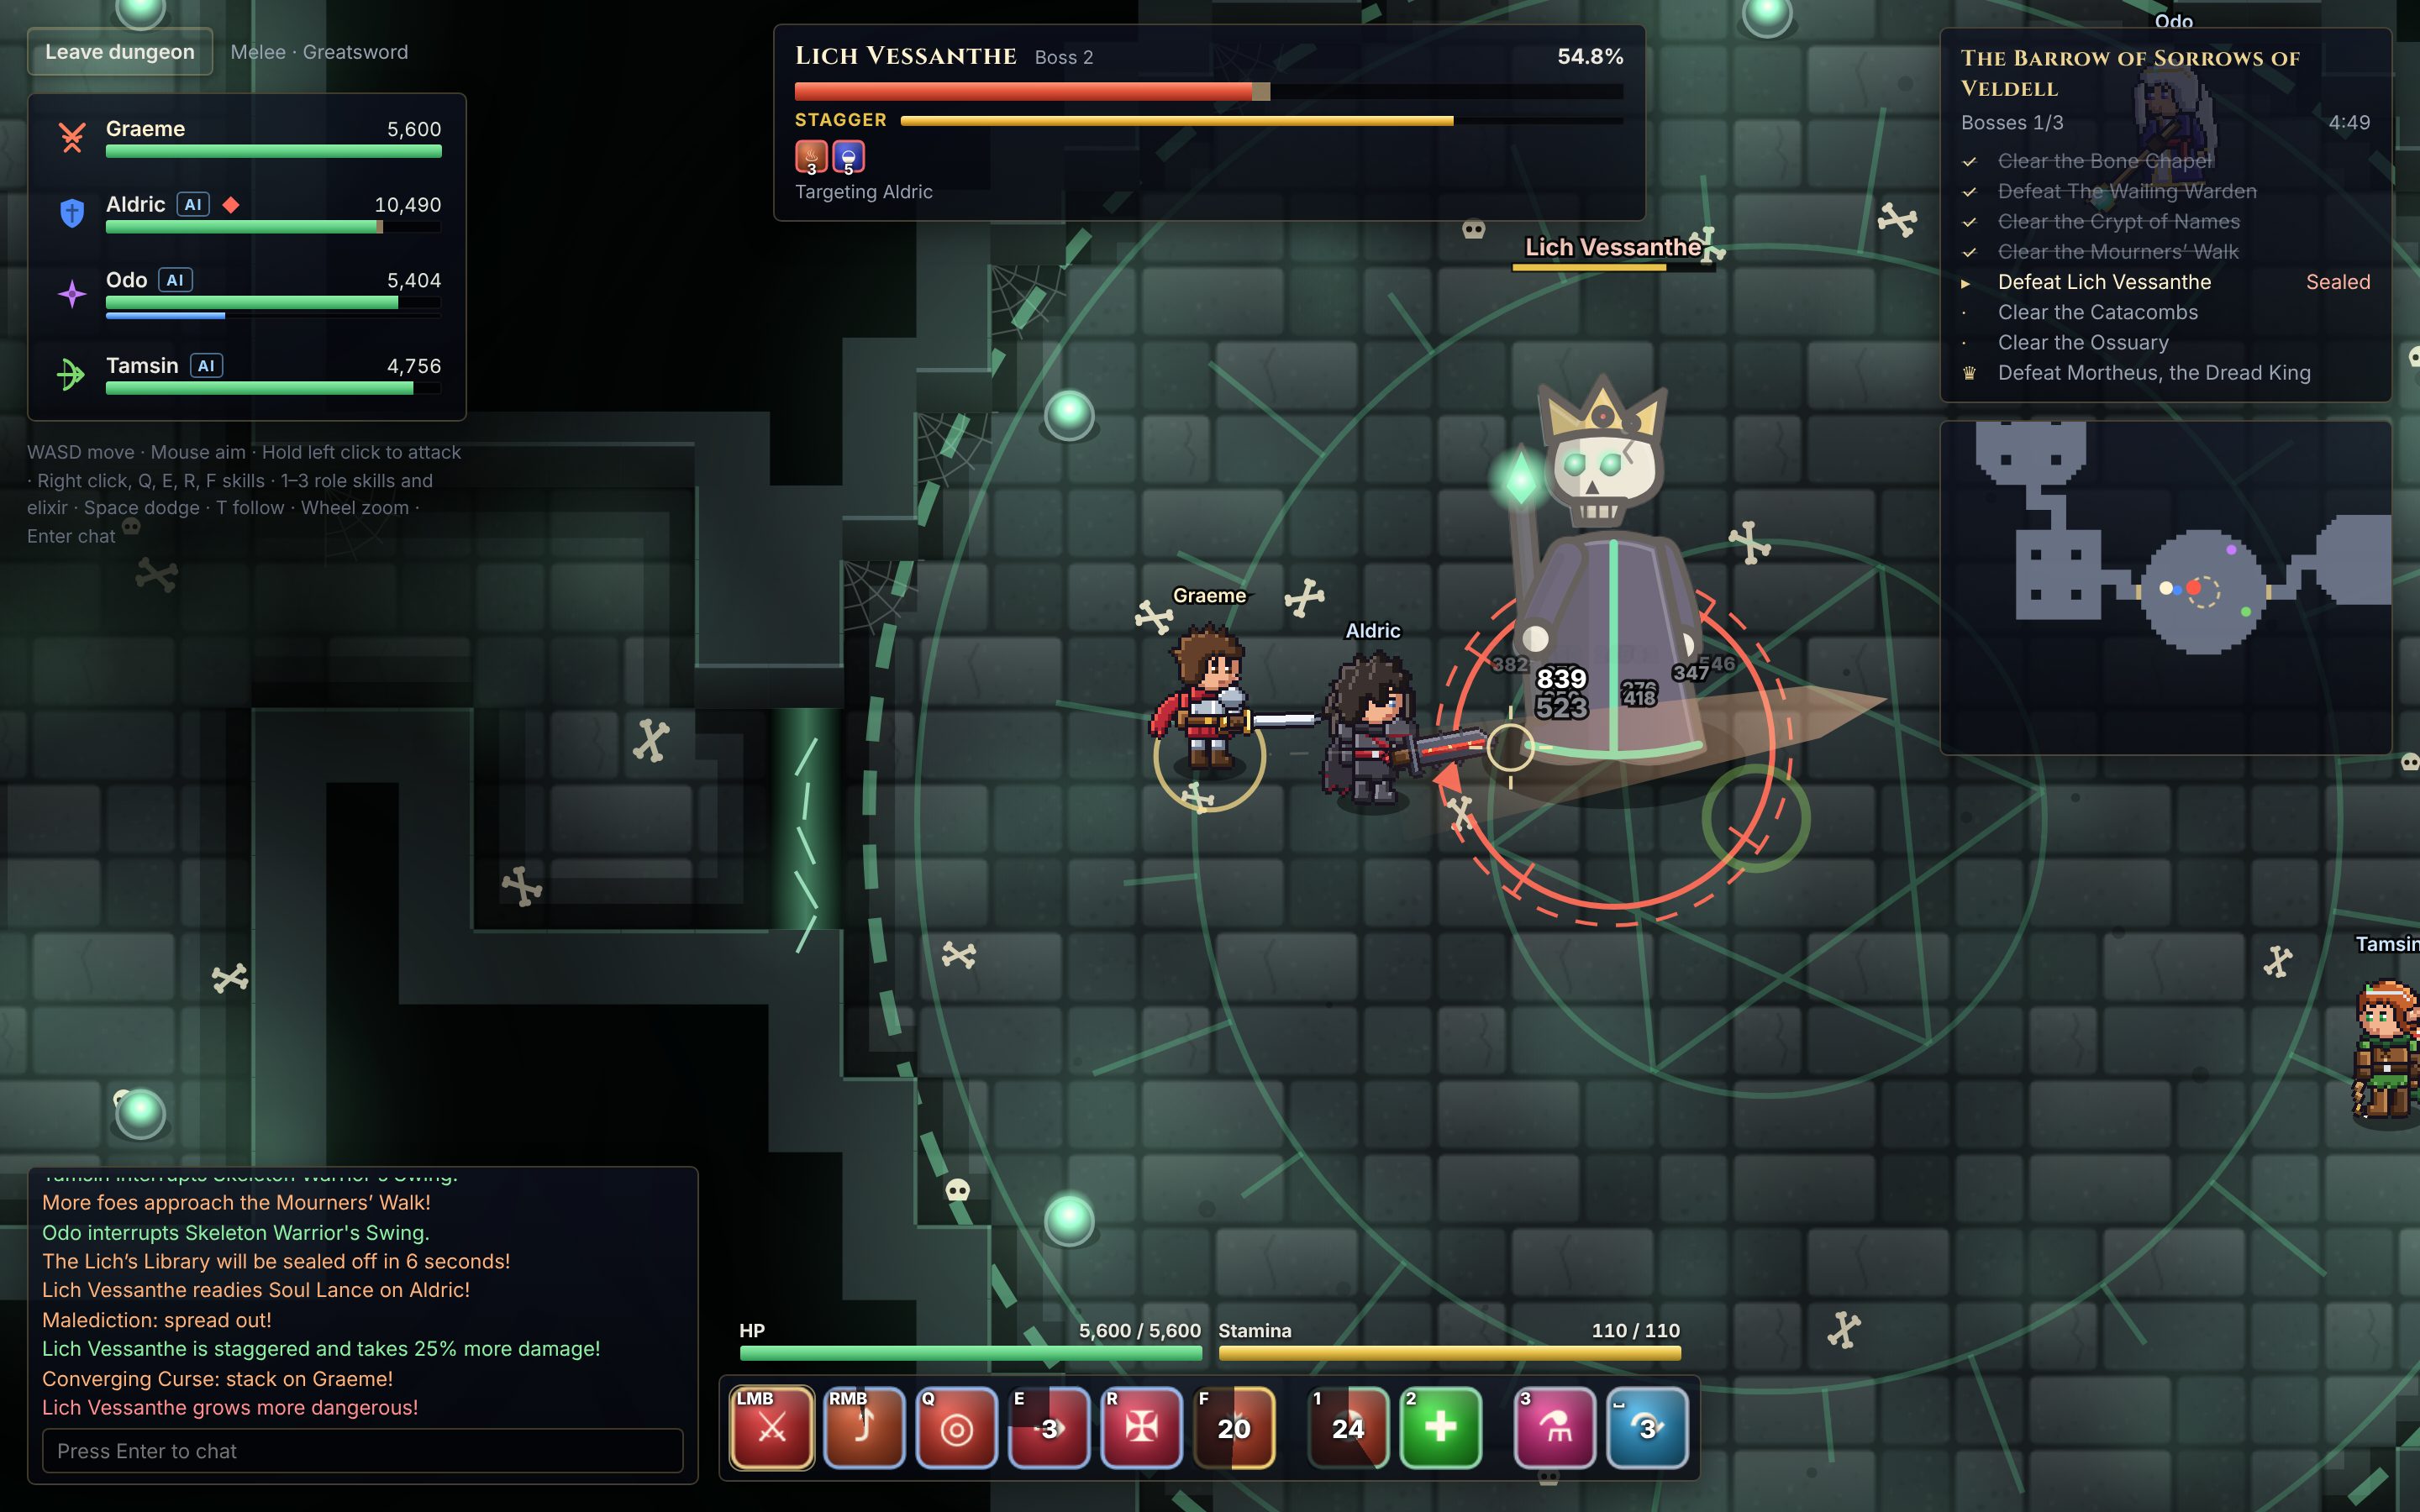 Leave dungeon
Melee · Greatsword
Graeme 5,600
Aldric AI 10,490
Odo AI 5,404
Tamsin AI 4,756
WASD move · Mouse aim · Hold left click to attack
· Right click, Q, E, R, F skills · 1–3 role skills and
elixir · Space dodge · T follow · Wheel zoom ·
Enter chat
Lich Vessanthe Boss 2 54.8%
STAGGER
3 5
Targeting Aldric
Odo
The Barrow of Sorrows of
Veldell
Bosses 1/3 4:49
Clear the Bone Chapel
Defeat The Wailing Warden
Clear the Crypt of Names
Clear the Mourners’ Walk
Defeat Lich Vessanthe Sealed
Clear the Catacombs
Clear the Ossuary
Defeat Mortheus, the Dread King
Lich Vessanthe
Graeme
Aldric
382 839 347 546
523 418
Tamsin
Tamsin interrupts Skeleton Warrior's Swing.
More foes approach the Mourners’ Walk!
Odo interrupts Skeleton Warrior's Swing.
The Lich’s Library will be sealed off in 6 seconds!
Lich Vessanthe readies Soul Lance on Aldric!
Malediction: spread out!
Lich Vessanthe is staggered and takes 25% more damage!
Converging Curse: stack on Graeme!
Lich Vessanthe grows more dangerous!
Press Enter to chat
HP 5,600 / 5,600 Stamina 110 / 110
LMB RMB Q E R F 1 2 3
3 20 24 3